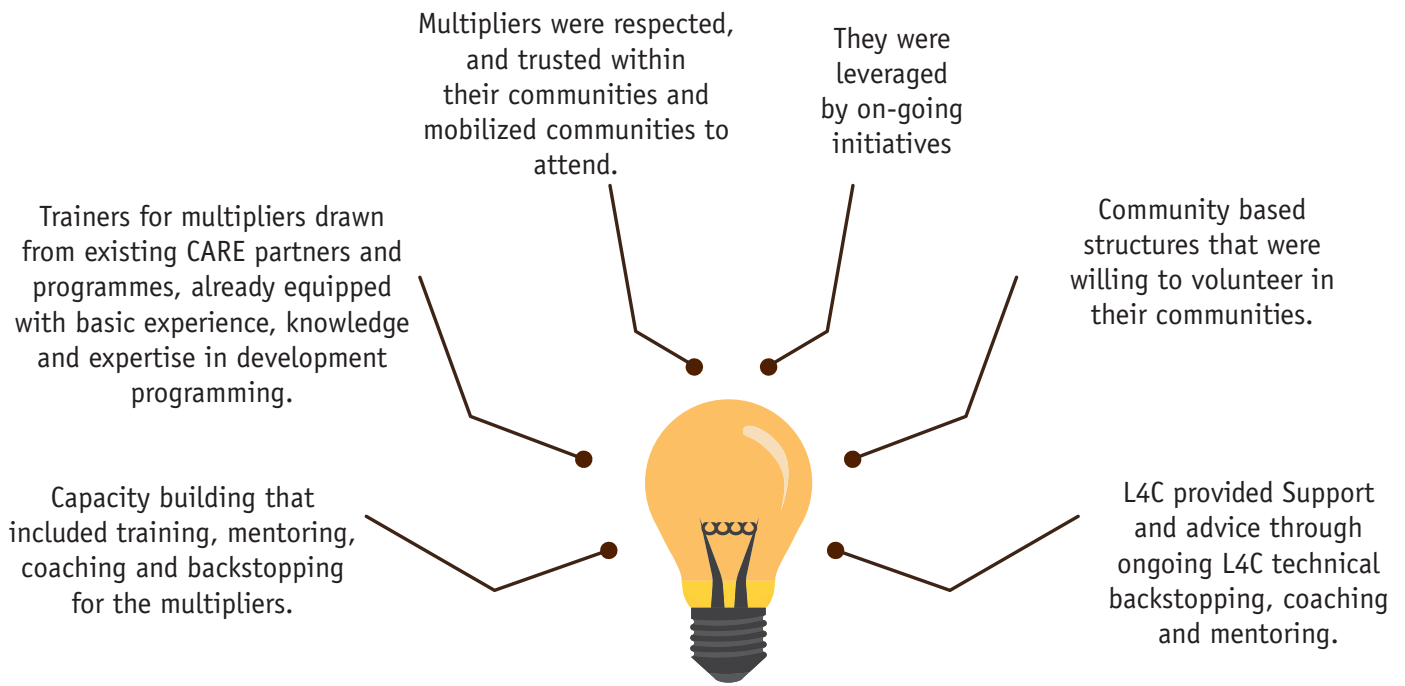 Multipliers were respected,
and trusted within
their communities and
mobilized communities to
attend.
They were
leveraged
by on-going
initiatives
Trainers for multipliers drawn
from existing CARE partners and
programmes, already equipped
with basic experience, knowledge
and expertise in development
programming.
Community based
structures that were
willing to volunteer in
their communities.
Capacity building that
included training, mentoring,
coaching and backstopping
for the multipliers.
L4C provided Support
and advice through
ongoing L4C technical
backstopping, coaching
and mentoring.